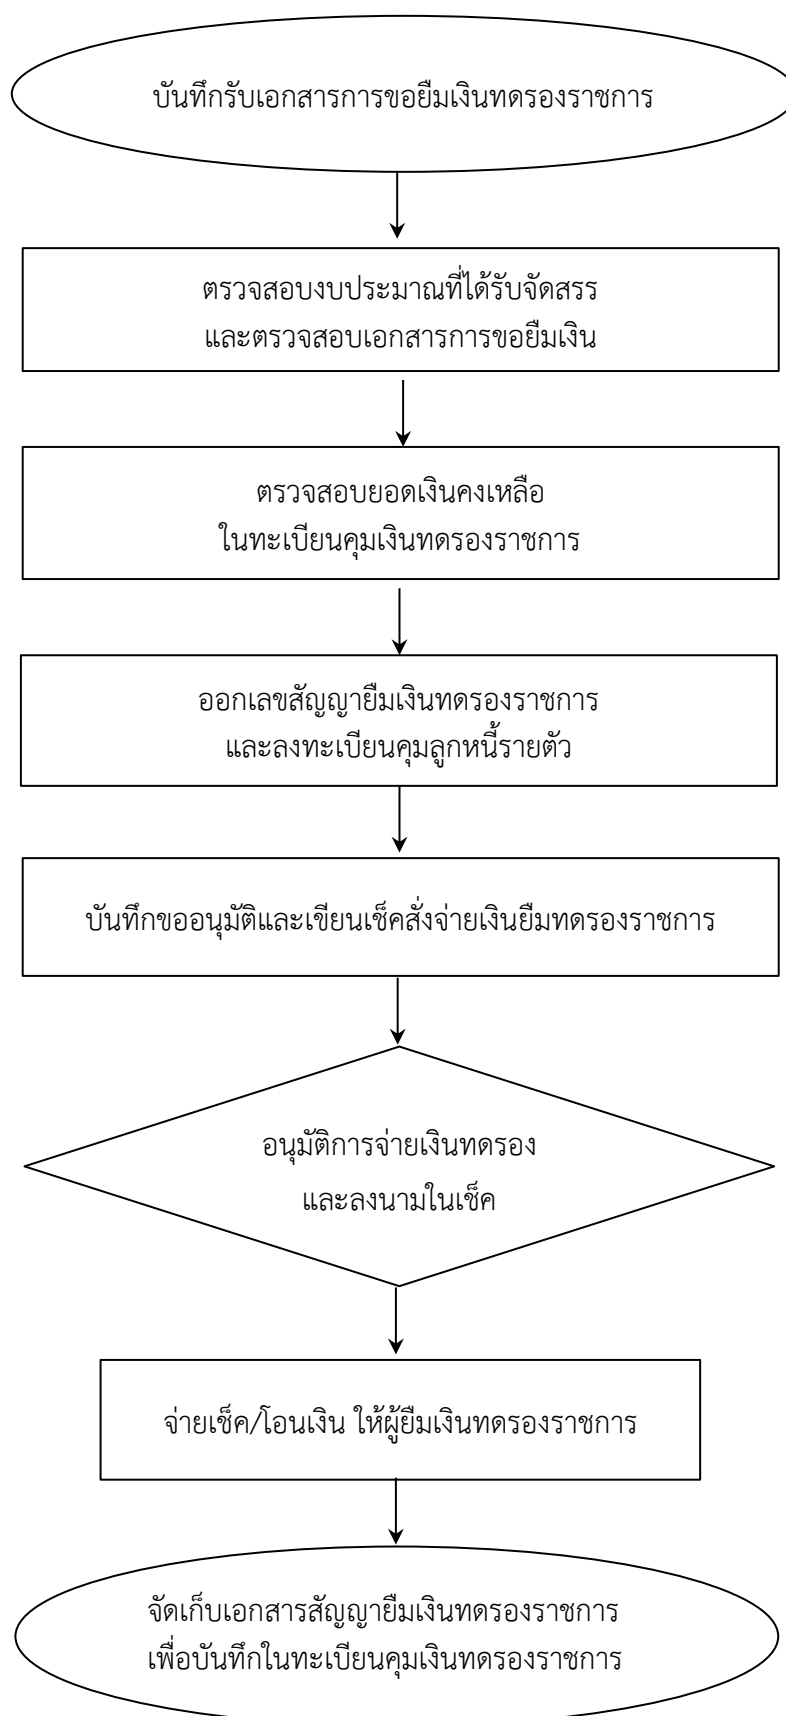 บันทึกรับเอกสารการขอยืมเงินทดรองราชการ
ตรวจสอบงบประมาณที่ได้รับจัดสรร
และตรวจสอบเอกสารการขอยืมเงิน
ตรวจสอบยอดเงินคงเหลือ
ในทะเบียนคุมเงินทดรองราชการ
ออกเลขสัญญายืมเงินทดรองราชการ
และลงทะเบียนคุมลูกหนี้รายตัว
บันทึกขออนุมัติและเขียนเช็คสั่งจ่ายเงินยืมทดรองราชการ
อนุมัติการจ่ายเงินทดรอง
และลงนามในเช็ค
จ่ายเช็ค/โอนเงิน ให้ผู้ยืมเงินทดรองราชการ
จัดเก็บเอกสารสัญญายืมเงินทดรองราชการ
เพื่อบันทึกในทะเบียนคุมเงินทดรองราชการ